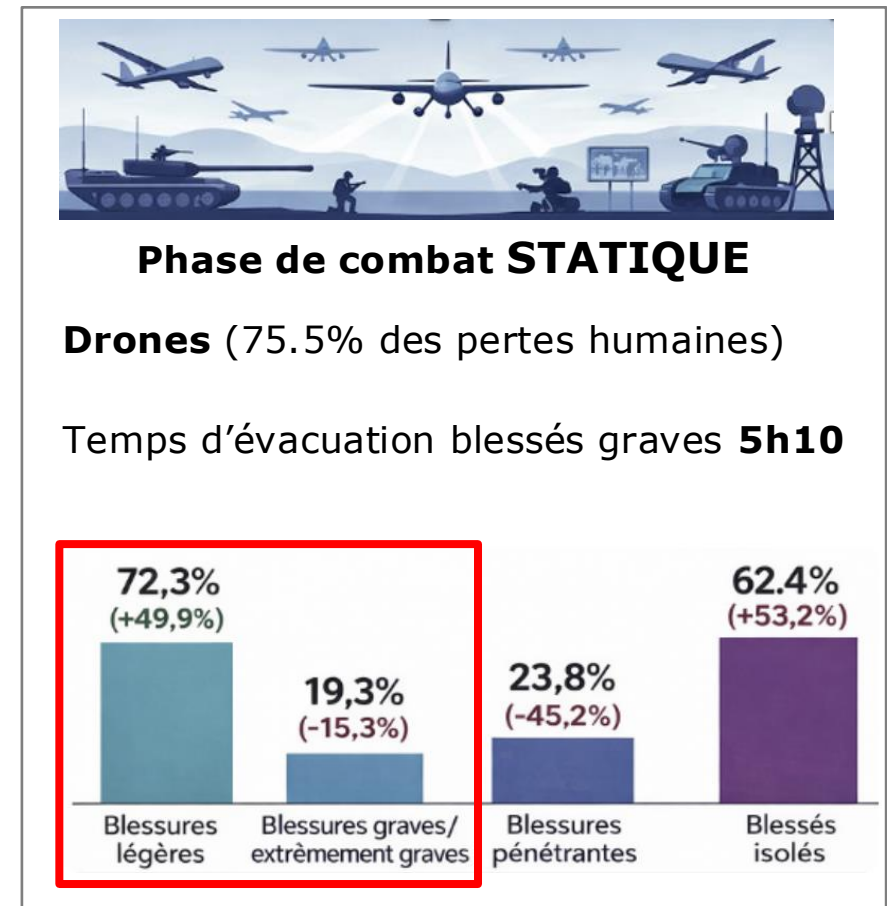 Phase de combat STATIQUE
Drones (75.5% des pertes humaines)
Temps d’évacuation blessés graves 5h10
72,3%
(+49,9%)
19,3%
(-15,3%)
23,8%
(-45,2%)
62.4%
(+53,2%)
Blessures
légères
Blessures graves/
extrèmement graves
Blessures
pénétrantes
Blessés
isolés